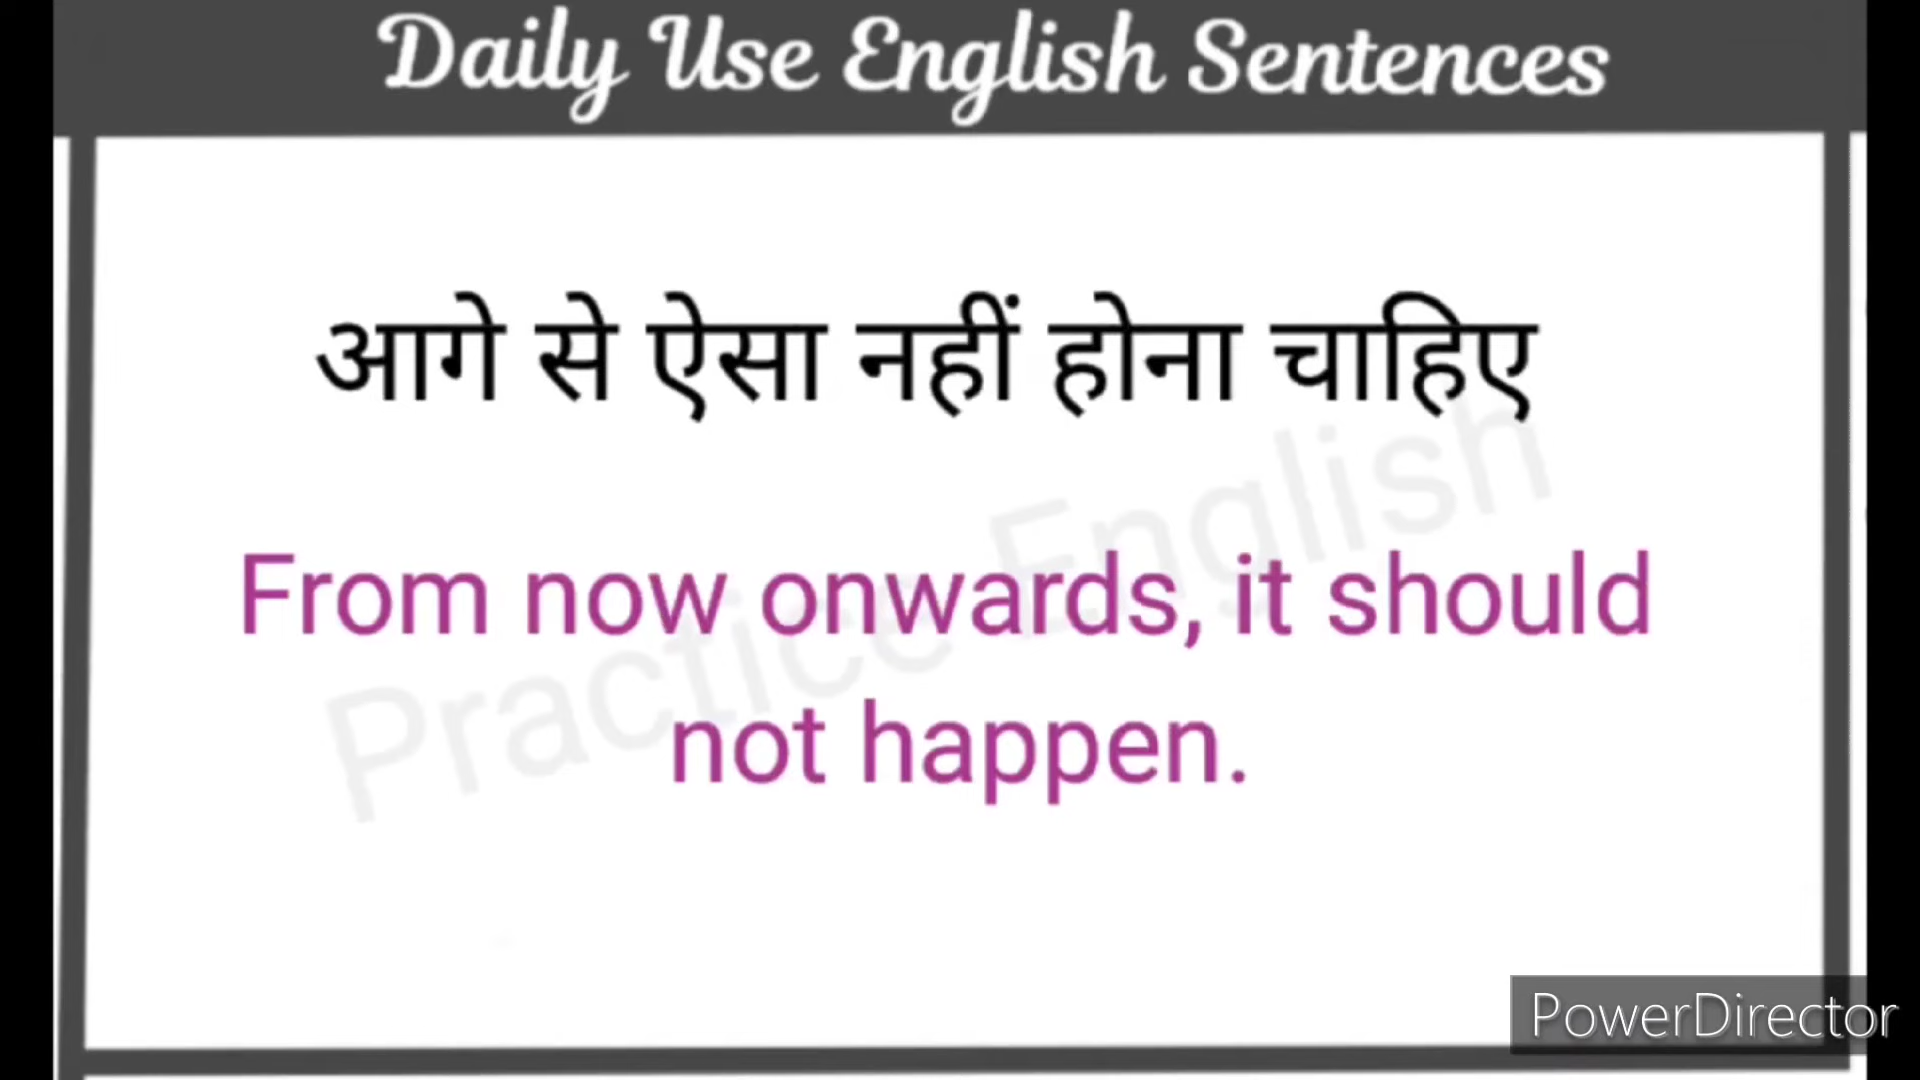 Daily Use English Sentences
आगे से ऐसा नहीं होना चाहिए
From now onwards, it should
not happen.
Practice English
PowerDirector